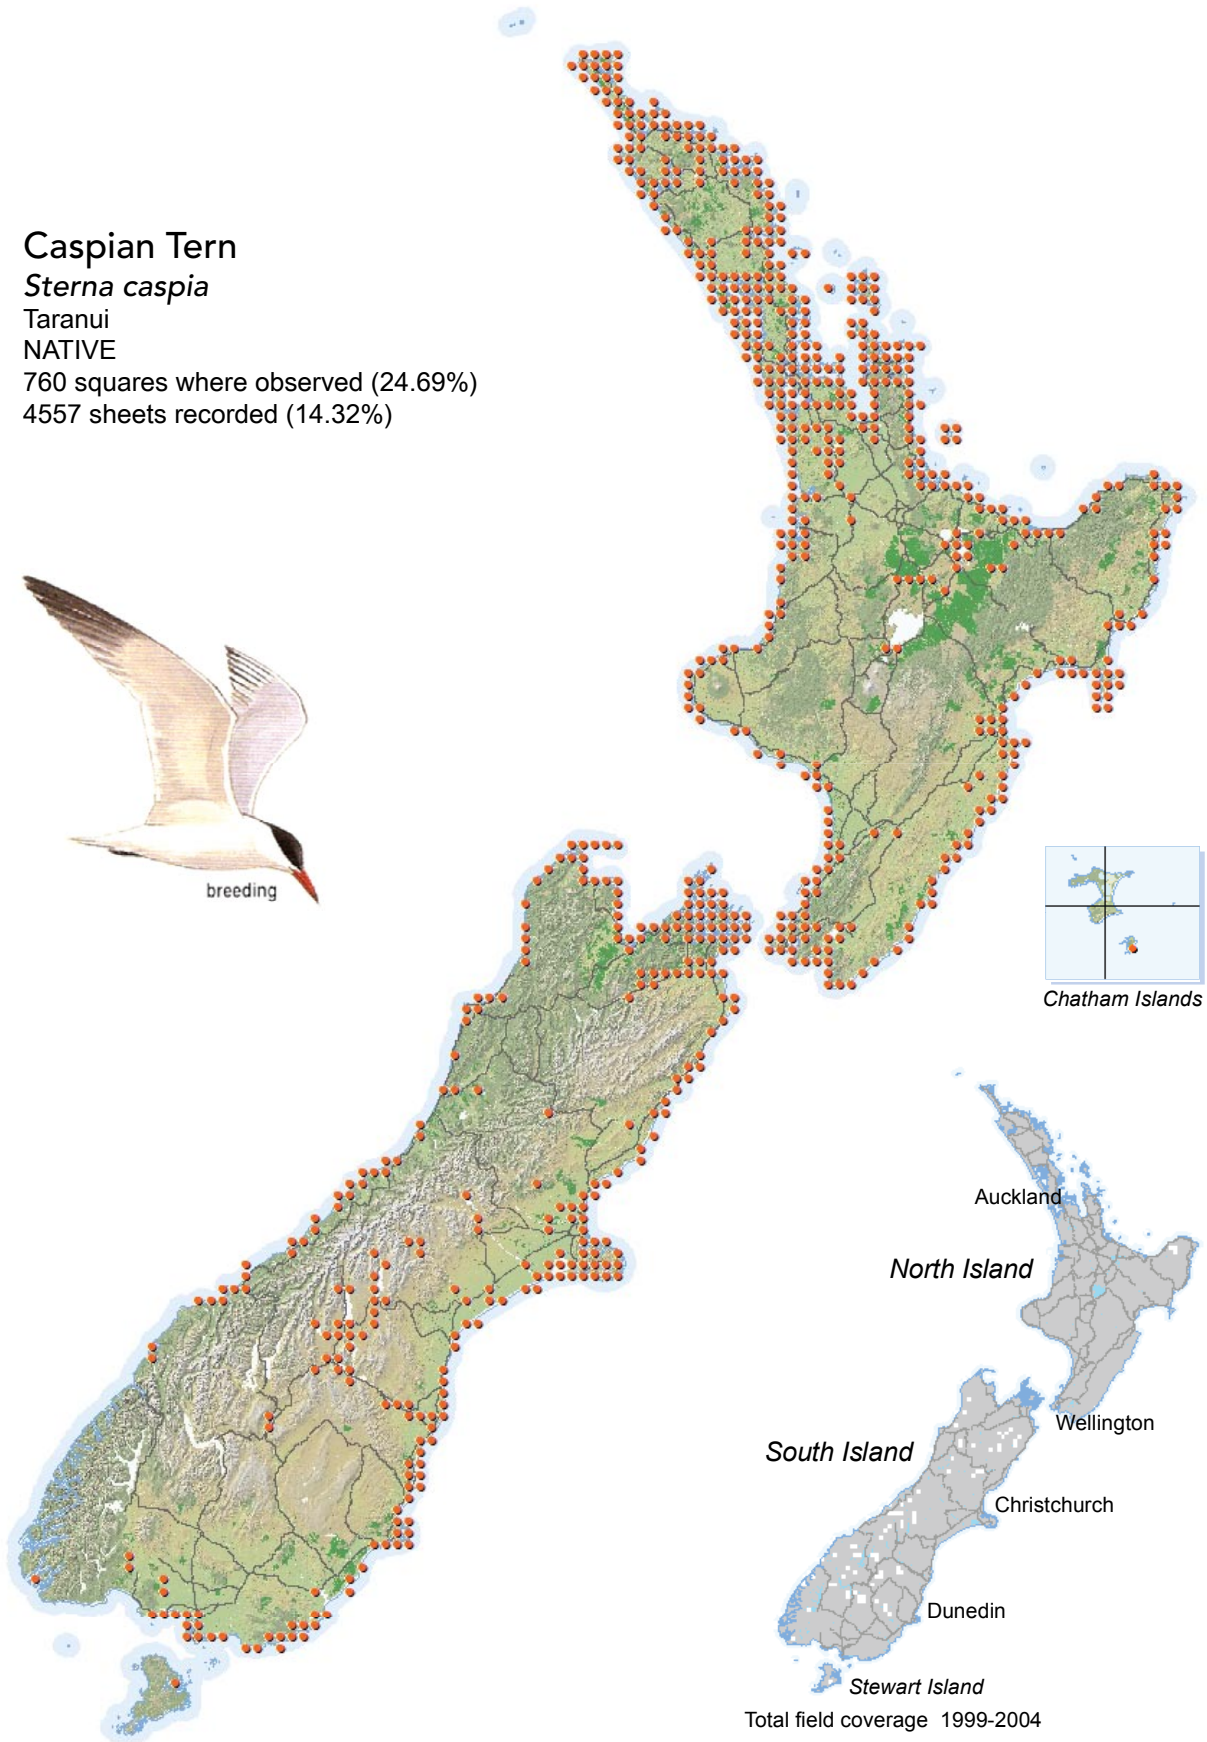 Caspian Tern
Sterna caspia
Taranui
NATIVE
760 squares where observed (24.69%)
4557 sheets recorded (14.32%)
breeding
Chatham Islands
Auckland
North Island
Wellington
South Island
Christchurch
Dunedin
Stewart Island
Total field coverage 1999-2004